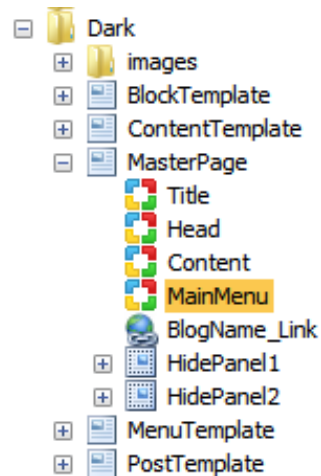 Dark
images
BlockTemplate
ContentTemplate
MasterPage
Title
Head
Content
MainMenu
BlogName_Link
HidePanel1
HidePanel2
MenuTemplate
PostTemplate